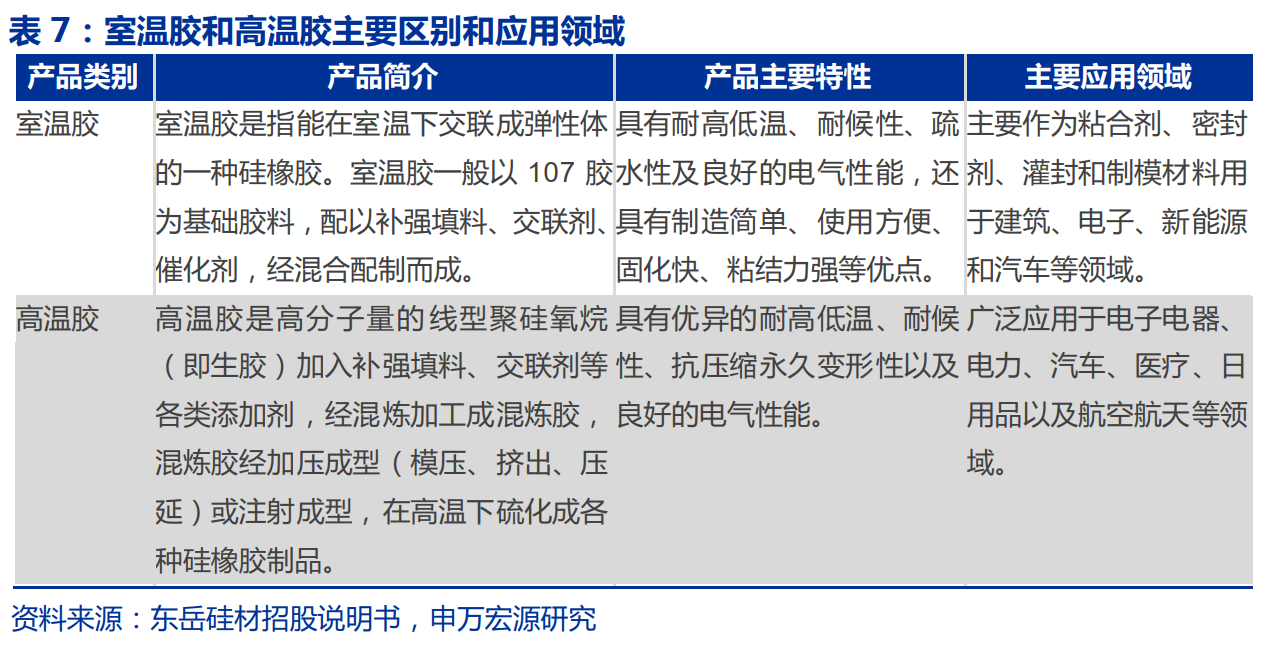 表 7：室温胶和高温胶主要区别和应用领域
产品类别 产品简介 产品主要特性 主要应用领域
室温胶
室温胶是指能在室温下交联成弹性体
的一种硅橡胶。室温胶一般以 107 胶
为基础胶料，配以补强填料、交联剂、
催化剂，经混合配制而成。
具有耐高低温、耐候性、疏
水性及良好的电气性能，还
具有制造简单、使用方便、
固化快、粘结力强等优点。
主要作为粘合剂、密封
剂、灌封和制模材料用
于建筑、电子、新能源
和汽车等领域。
高温胶
高温胶是高分子量的线型聚硅氧烷
（即生胶）加入补强填料、交联剂等
各类添加剂，经混炼加工成混炼胶，
混炼胶经加压成型（模压、挤出、压
延）或注射成型，在高温下硫化成各
种硅橡胶制品。
具有优异的耐高低温、耐候
性、抗压缩永久变形性以及
良好的电气性能。
广泛应用于电子电器、
电力、汽车、医疗、日
用品以及航空航天等领
域。
资料来源：东岳硅材招股说明书，申万宏源研究